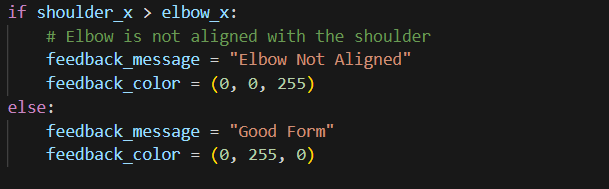 if shoulder_x > elbow_x:
    # Elbow is not aligned with the shoulder
    feedback_message = "Elbow Not Aligned"
    feedback_color = (0, 0, 255)
else:
    feedback_message = "Good Form"
    feedback_color = (0, 255, 0)